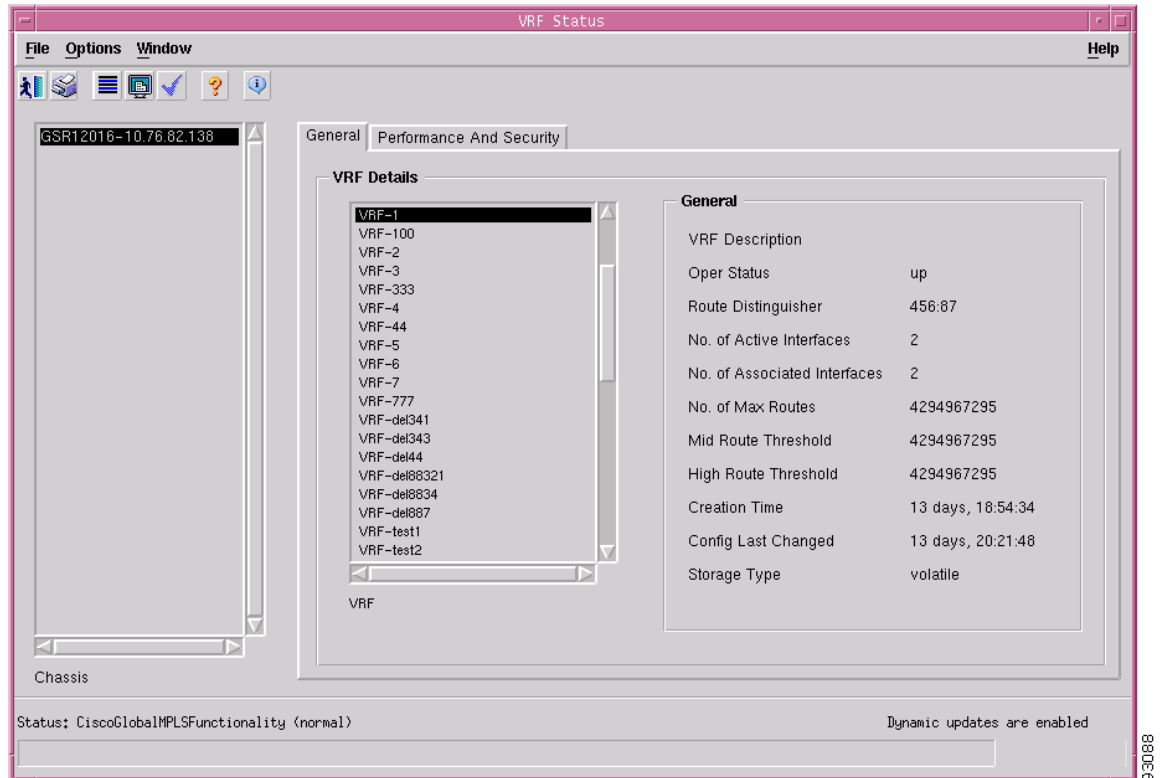 VRF Status
File Options Window Help
GSR12016-10.76.82.138
Chassis
General Performance And Security
VRF Details
VRF-1
VRF-100
VRF-2
VRF-3
VRF-333
VRF-4
VRF-44
VRF-5
VRF-6
VRF-7
VRF-777
VRF-del341
VRF-del343
VRF-del44
VRF-del88321
VRF-del8834
VRF-del887
VRF-test1
VRF-test2
VRF
General
VRF Description
Oper Status up
Route Distinguisher 456:87
No. of Active Interfaces 2
No. of Associated Interfaces 2
No. of Max Routes 4294967295
Mid Route Threshold 4294967295
High Route Threshold 4294967295
Creation Time 13 days, 18:54:34
Config Last Changed 13 days, 20:21:48
Storage Type volatile
Status: CiscoGlobalMPLSFunctionality (normal) Dynamic updates are enabled
93088